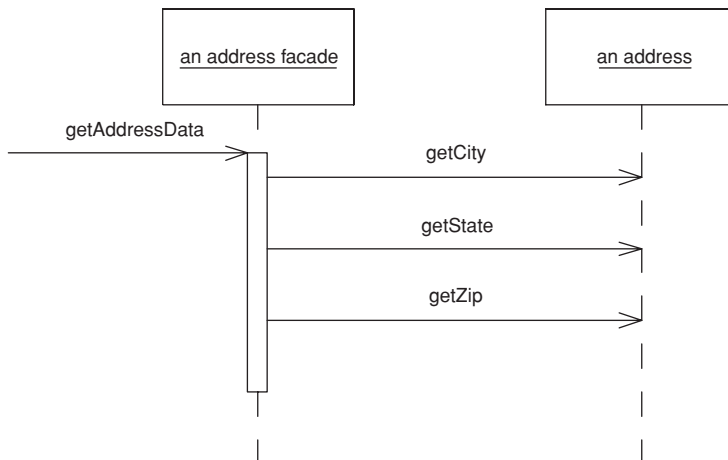 an address facade
an address
getAddressData
getCity
getState
getZip